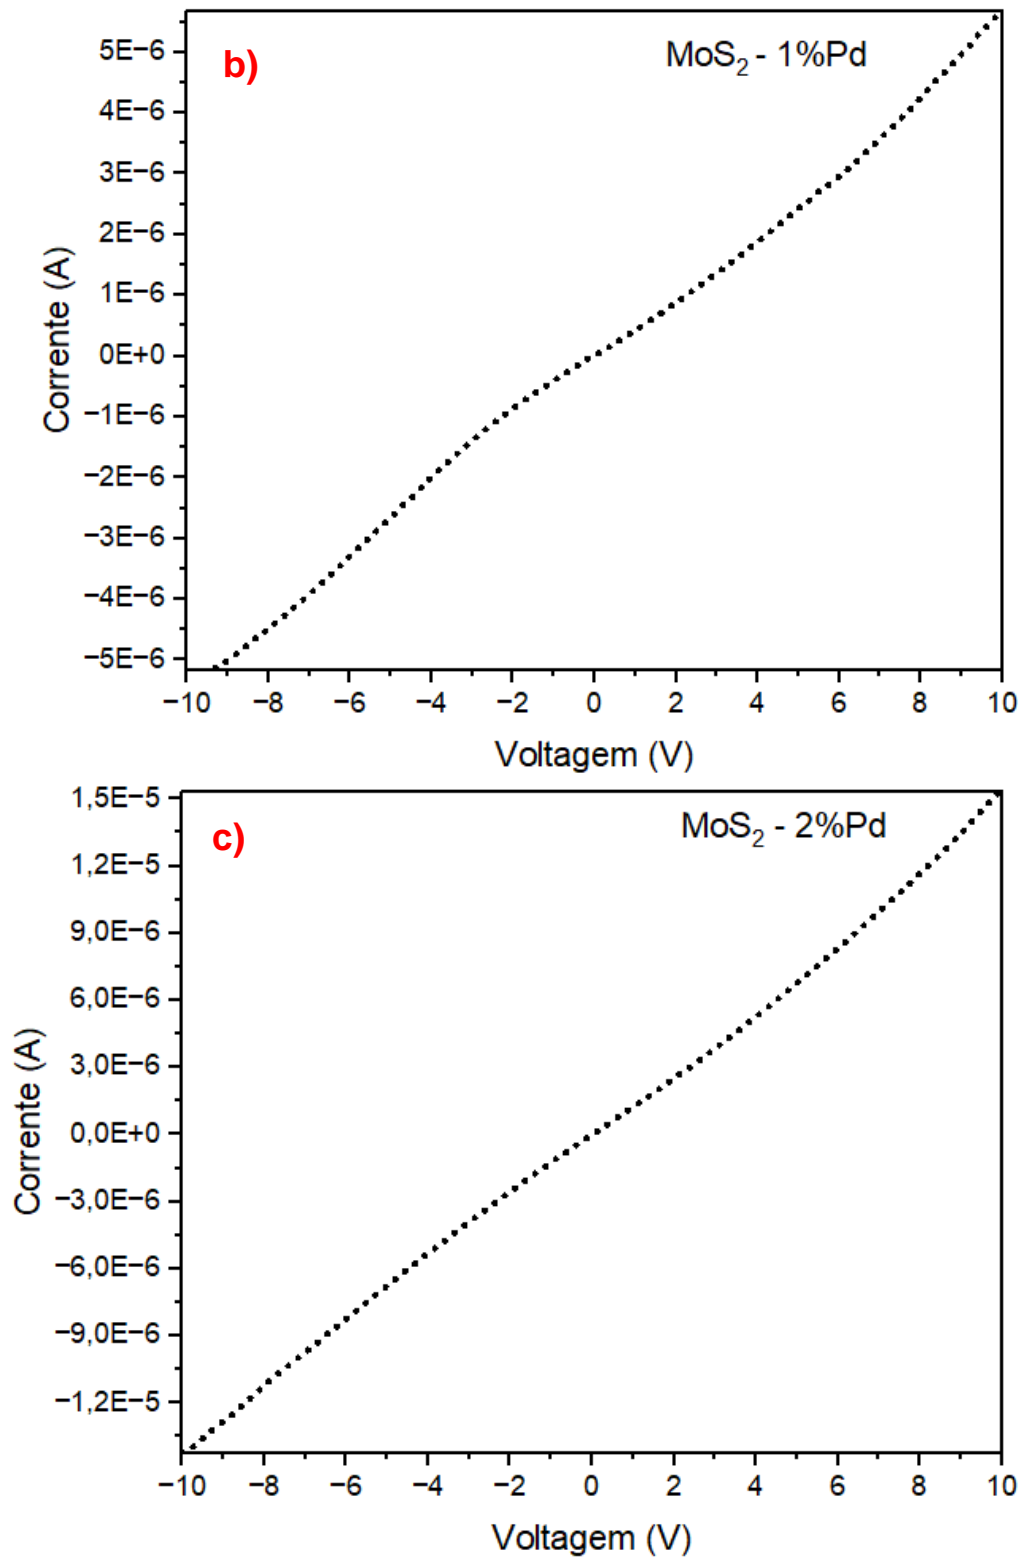 b)
MoS₂ - 1%Pd
5E−6
4E−6
3E−6
2E−6
1E−6
0E+0
−1E−6
−2E−6
−3E−6
−4E−6
−5E−6
Corrente (A)
−10 −8 −6 −4 −2 0 2 4 6 8 10
Voltagem (V)
c)
MoS₂ - 2%Pd
1,5E−5
1,2E−5
9,0E−6
6,0E−6
3,0E−6
0,0E+0
−3,0E−6
−6,0E−6
−9,0E−6
−1,2E−5
Corrente (A)
−10 −8 −6 −4 −2 0 2 4 6 8 10
Voltagem (V)